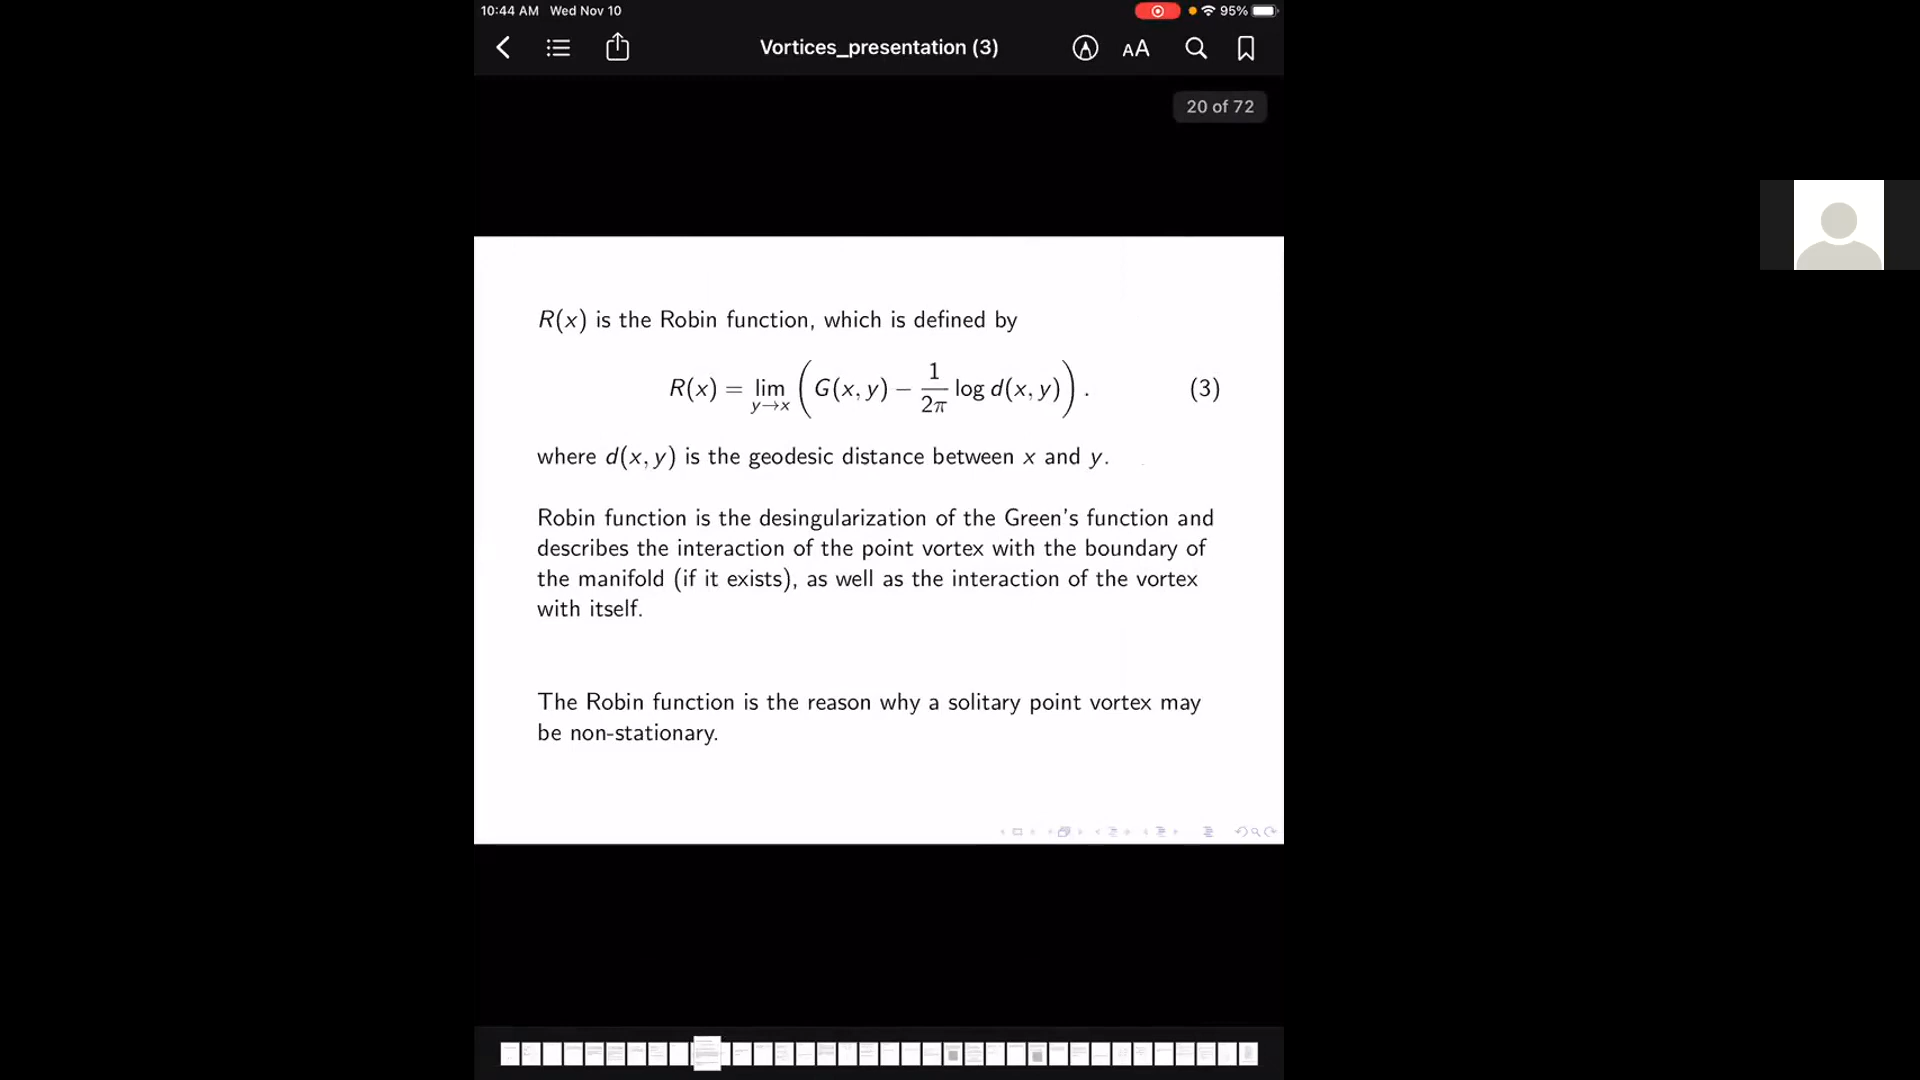 10:44 AM Wed Nov 10
95%
Vortices_presentation (3)
AA
20 of 72
R(x) is the Robin function, which is defined by
R(x) = lim_{y→x} ( G(x, y) − \frac{1}{2π} log d(x, y) ) . (3)
where d(x, y) is the geodesic distance between x and y.
Robin function is the desingularization of the Green's function and
describes the interaction of the point vortex with the boundary of
the manifold (if it exists), as well as the interaction of the vortex
with itself.
The Robin function is the reason why a solitary point vortex may
be non-stationary.